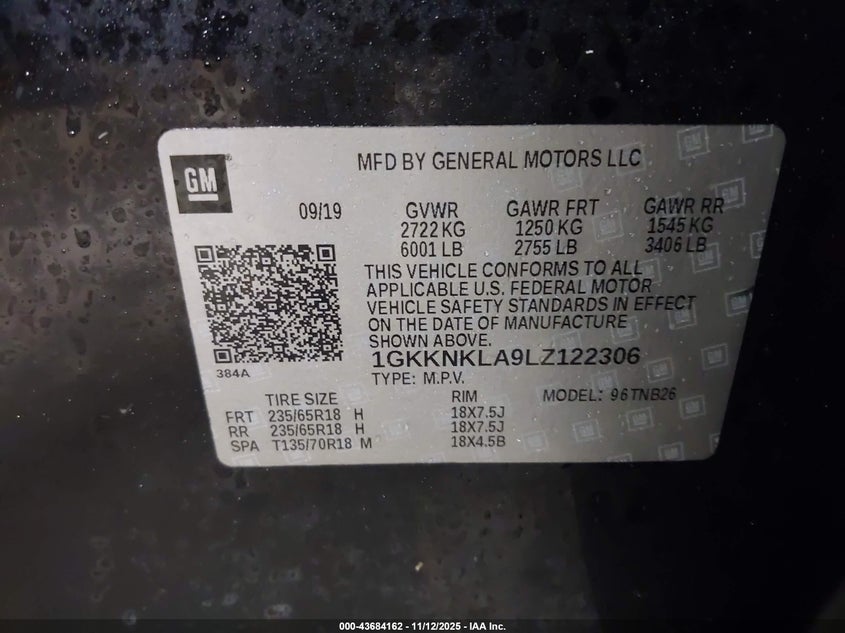 GM
MFD BY GENERAL MOTORS LLC
09/19 GVWR GAWR FRT GAWR RR
2722 KG 1250 KG 1545 KG
6001 LB 2755 LB 3406 LB
THIS VEHICLE CONFORMS TO ALL
APPLICABLE U.S. FEDERAL MOTOR
VEHICLE SAFETY STANDARDS IN EFFECT
ON THE DATE OF MANUFACTURE
SHOWN ABOVE.
384A
1GKKNKLA9LZ122306
TYPE: M.P.V. MODEL: 96TNB26
TIRE SIZE RIM
FRT 235/65R18 H 18X7.5J
RR 235/65R18 H 18X7.5J
SPA T135/70R18 M 18X4.5B
000-43684162 - 11/12/2025 - IAA Inc.